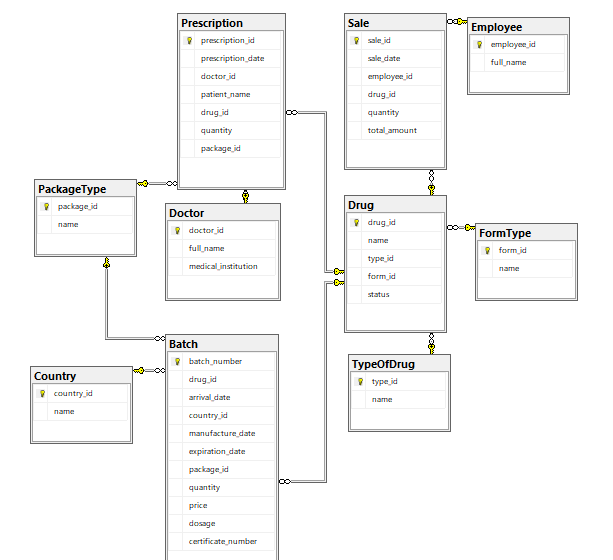 Prescription
prescription_id
prescription_date
doctor_id
patient_name
drug_id
quantity
package_id
Sale
sale_id
sale_date
employee_id
drug_id
quantity
total_amount
Employee
employee_id
full_name
PackageType
package_id
name
Doctor
doctor_id
full_name
medical_institution
Drug
drug_id
name
type_id
form_id
status
FormType
form_id
name
Batch
batch_number
drug_id
arrival_date
country_id
manufacture_date
expiration_date
package_id
quantity
price
dosage
certificate_number
Country
country_id
name
TypeOfDrug
type_id
name